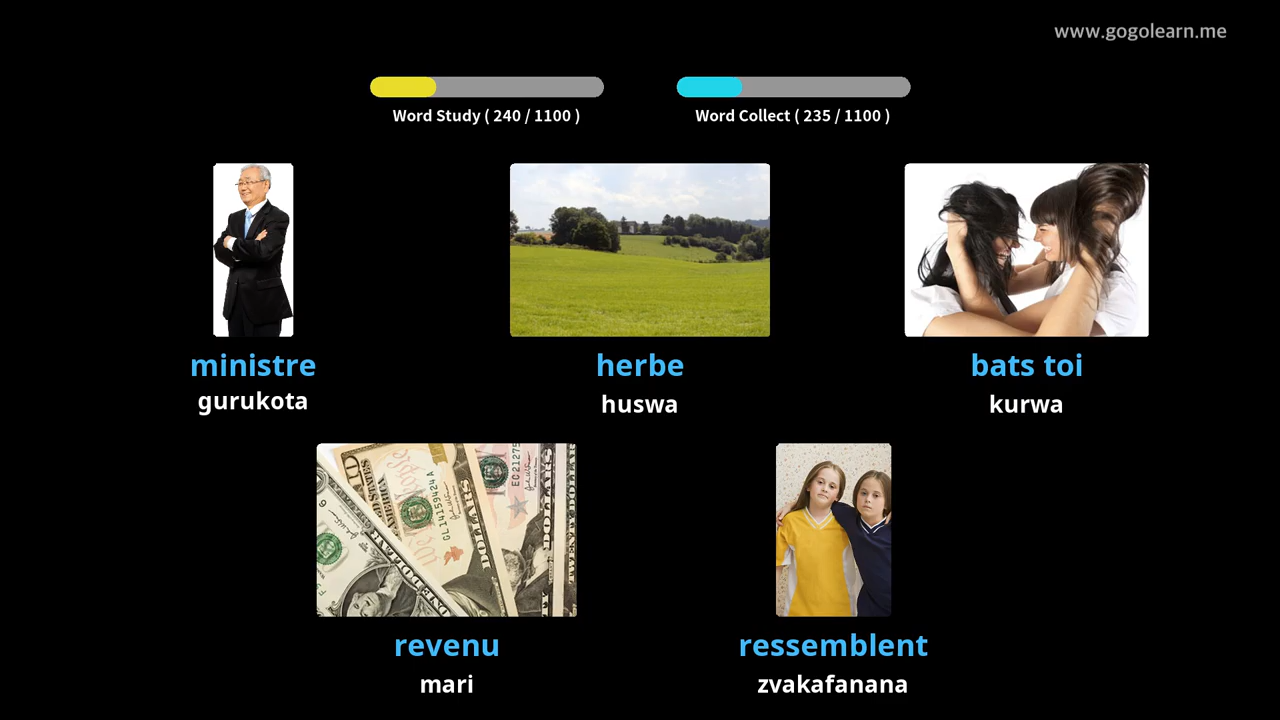 www.gogolearn.me
Word Study ( 240 / 1100 )
Word Collect ( 235 / 1100 )
ministre
gurukota
herbe
huswa
bats toi
kurwa
revenu
mari
ressemblent
zvakafanana